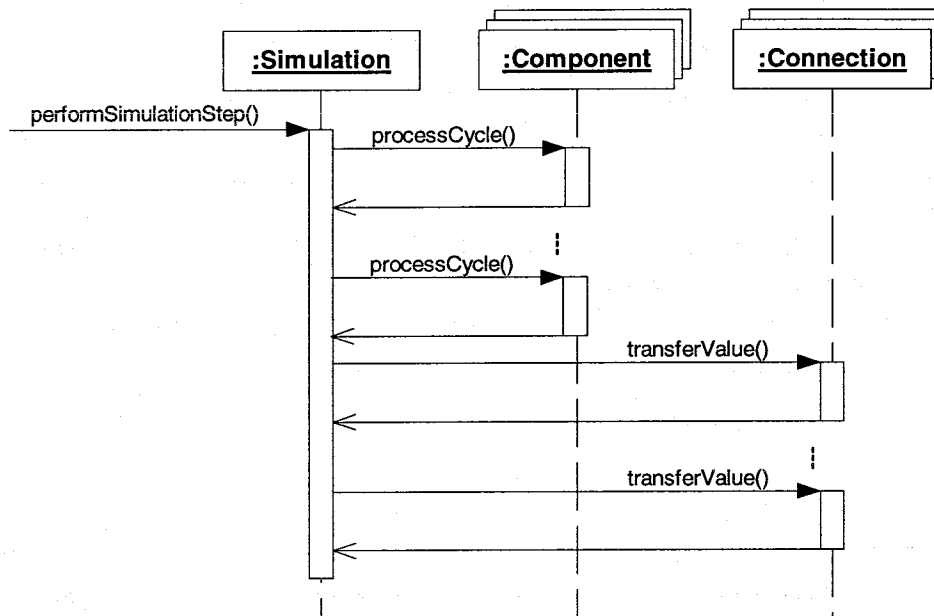 :Simulation
:Component
:Connection
performSimulationStep()
processCycle()
processCycle()
transferValue()
transferValue()